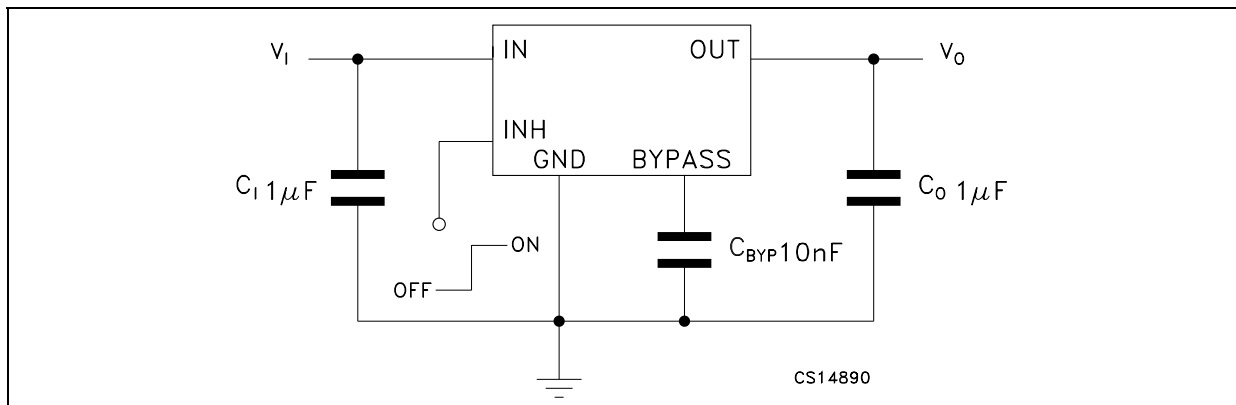 V_I IN OUT V_O
INH
GND BYPASS
C_I 1μF C_O 1μF
ON
C_BYP 10nF
OFF
CS14890